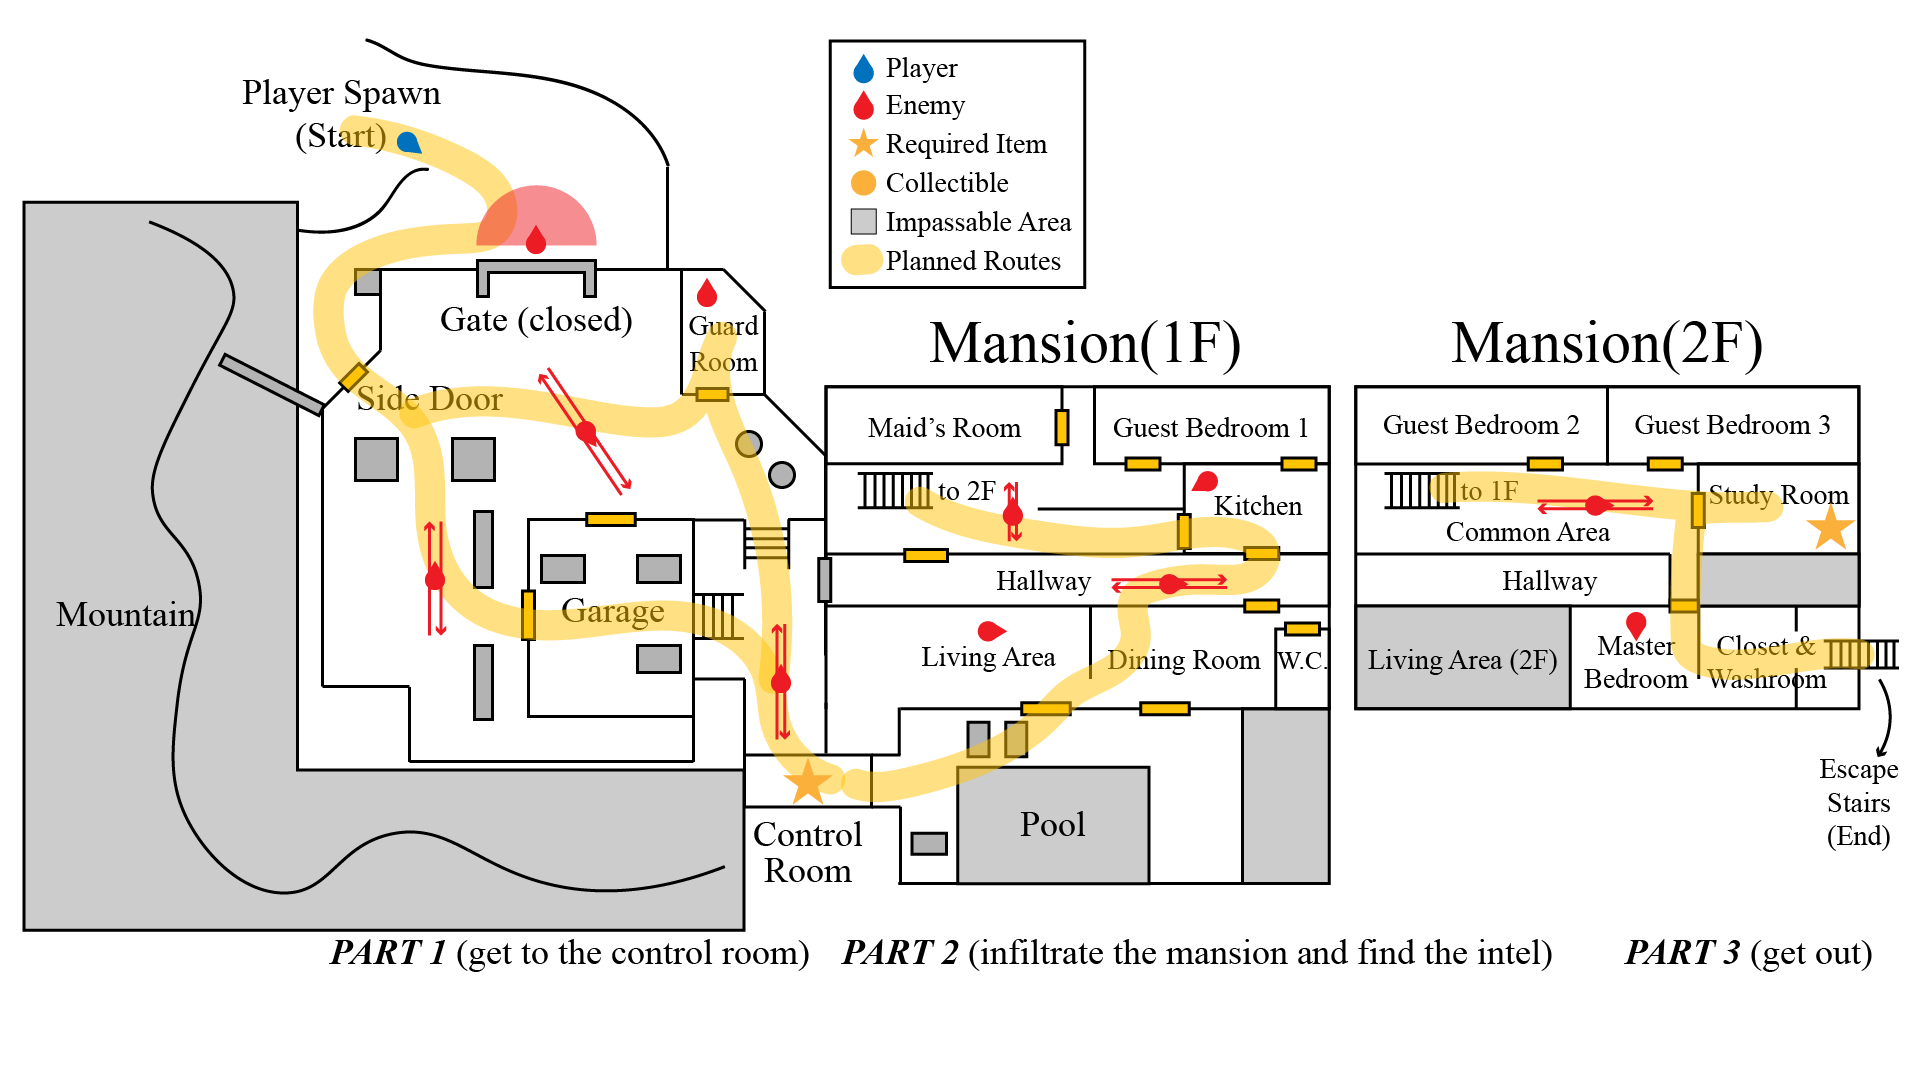 Player Spawn
(Start)
Player
Enemy
Required Item
Collectible
Impassable Area
Planned Routes
Gate (closed)
Guard
Room
Side Door
Mountain
Garage
Control
Room
Mansion(1F)
Maid’s Room
Guest Bedroom 1
to 2F
Kitchen
Hallway
Living Area
Dining Room
W.C.
Pool
Mansion(2F)
Guest Bedroom 2
Guest Bedroom 3
to 1F
Study Room
Common Area
Hallway
Living Area (2F)
Master
Bedroom
Closet &
Washroom
Escape
Stairs
(End)
PART 1 (get to the control room)
PART 2 (infiltrate the mansion and find the intel)
PART 3 (get out)